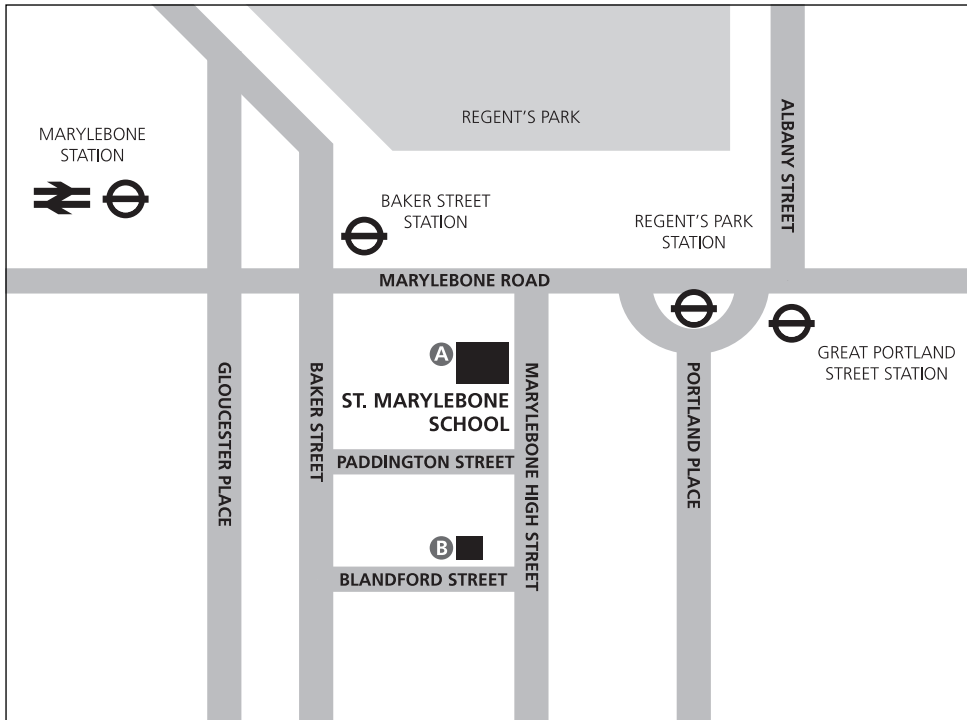 REGENT'S PARK
MARYLEBONE
STATION
ALBANY STREET
BAKER STREET
STATION
REGENT'S PARK
STATION
MARYLEBONE ROAD
A
GREAT PORTLAND
STREET STATION
GLOUCESTER PLACE
BAKER STREET
ST. MARYLEBONE
SCHOOL
MARYLEBONE HIGH STREET
PORTLAND PLACE
PADDINGTON STREET
B
BLANDFORD STREET